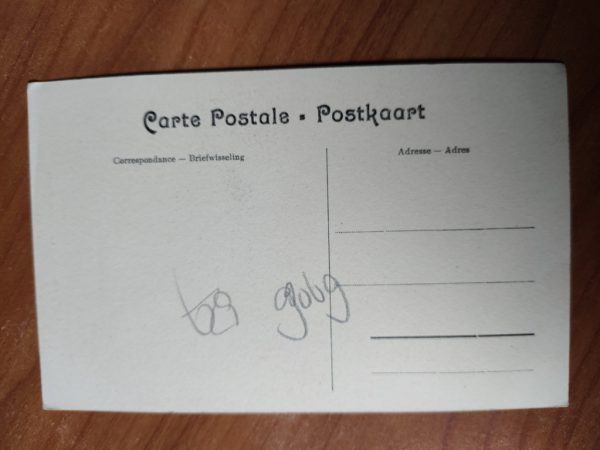 Carte Postale ▪ Postkaart
Correspondance — Briefwisseling
Adresse — Adres